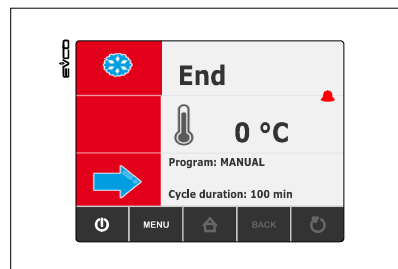 EVCO
End
0 °C
Program: MANUAL
Cycle duration: 100 min
MENU
BACK